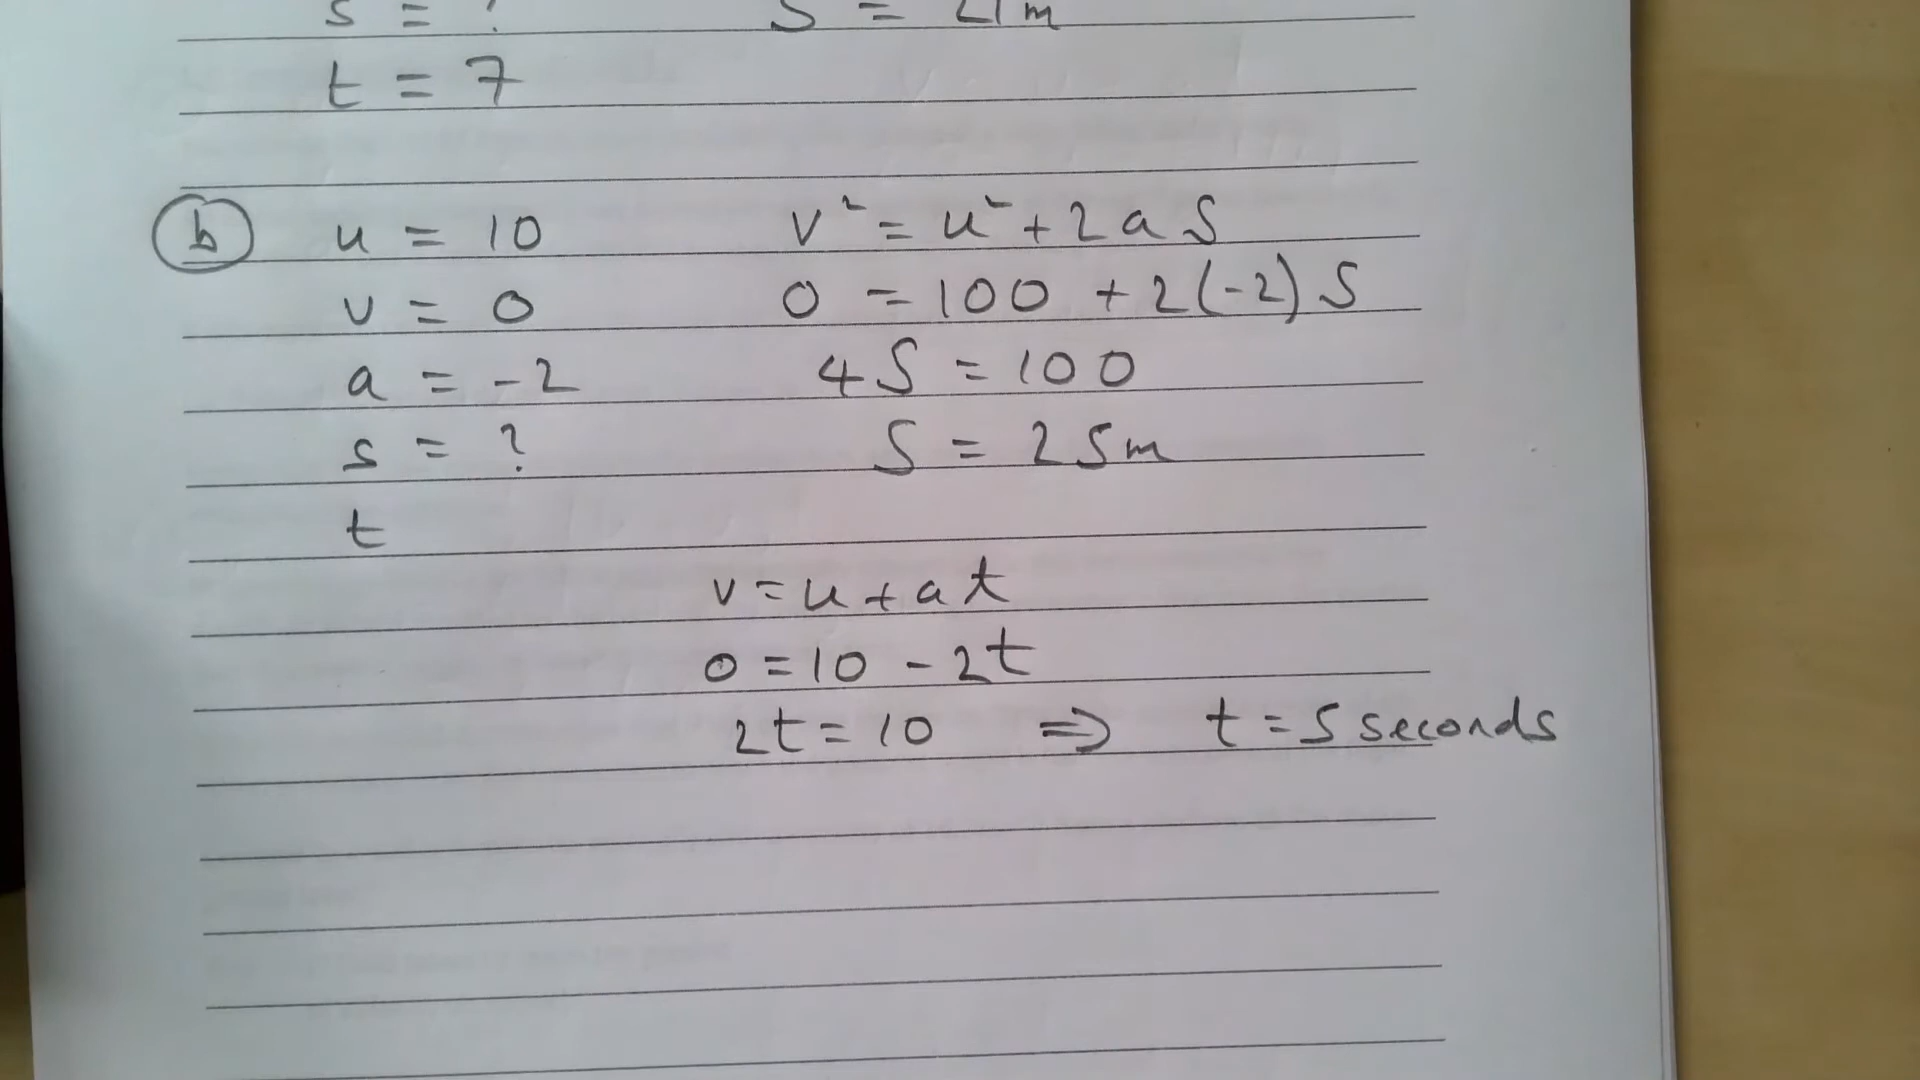 s = ? S = 21m
t = 7
(b) u = 10 v² = u² + 2aS
v = 0 0 = 100 + 2(-2)S
a = -2 4S = 100
s = ? S = 25m
t
v = u + at
0 = 10 - 2t
2t = 10 ⇒ t = 5 seconds